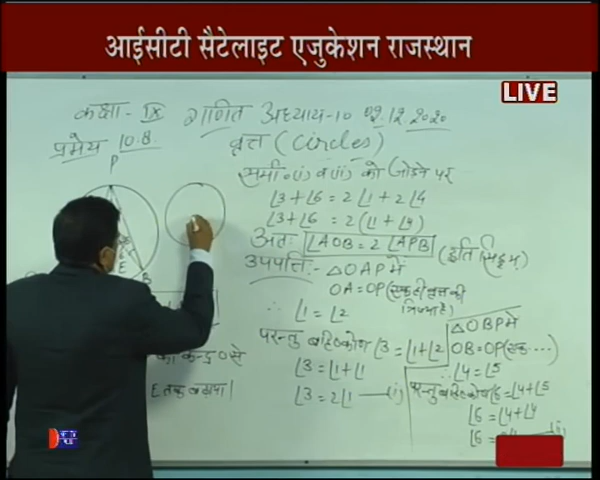 आईसीटी सैटेलाइट एजुकेशन राजस्थान
LIVE
कक्षा- IX गणित अध्याय-10 09.12.2020
प्रमेय 10.8. वृत्त (Circles)
P
समी० (i) व (ii) को जोड़ने पर
∠3+∠6 = 2∠1+2∠4
∠3+∠6 = 2(∠1+∠4)
अतः ∠AOB = 2∠APB (इति सिद्धम्)
उपपत्तिः- △OAP में
OA=OP (एक ही वृत्त की त्रिज्या है)
∴ ∠1 = ∠2
परन्तु बहिष्कोण ∠3 = ∠1+∠2
∠3 = ∠1+∠1
∠3 = 2∠1 —(i)
△OBP में
OB=OP (एक....)
∴ ∠4=∠5
परन्तु बहिष्कोण ∠6=∠4+∠5
∠6 = ∠4+∠4
∠6 =
E
B
का केन्द्र O से
E तक बढ़ाया।